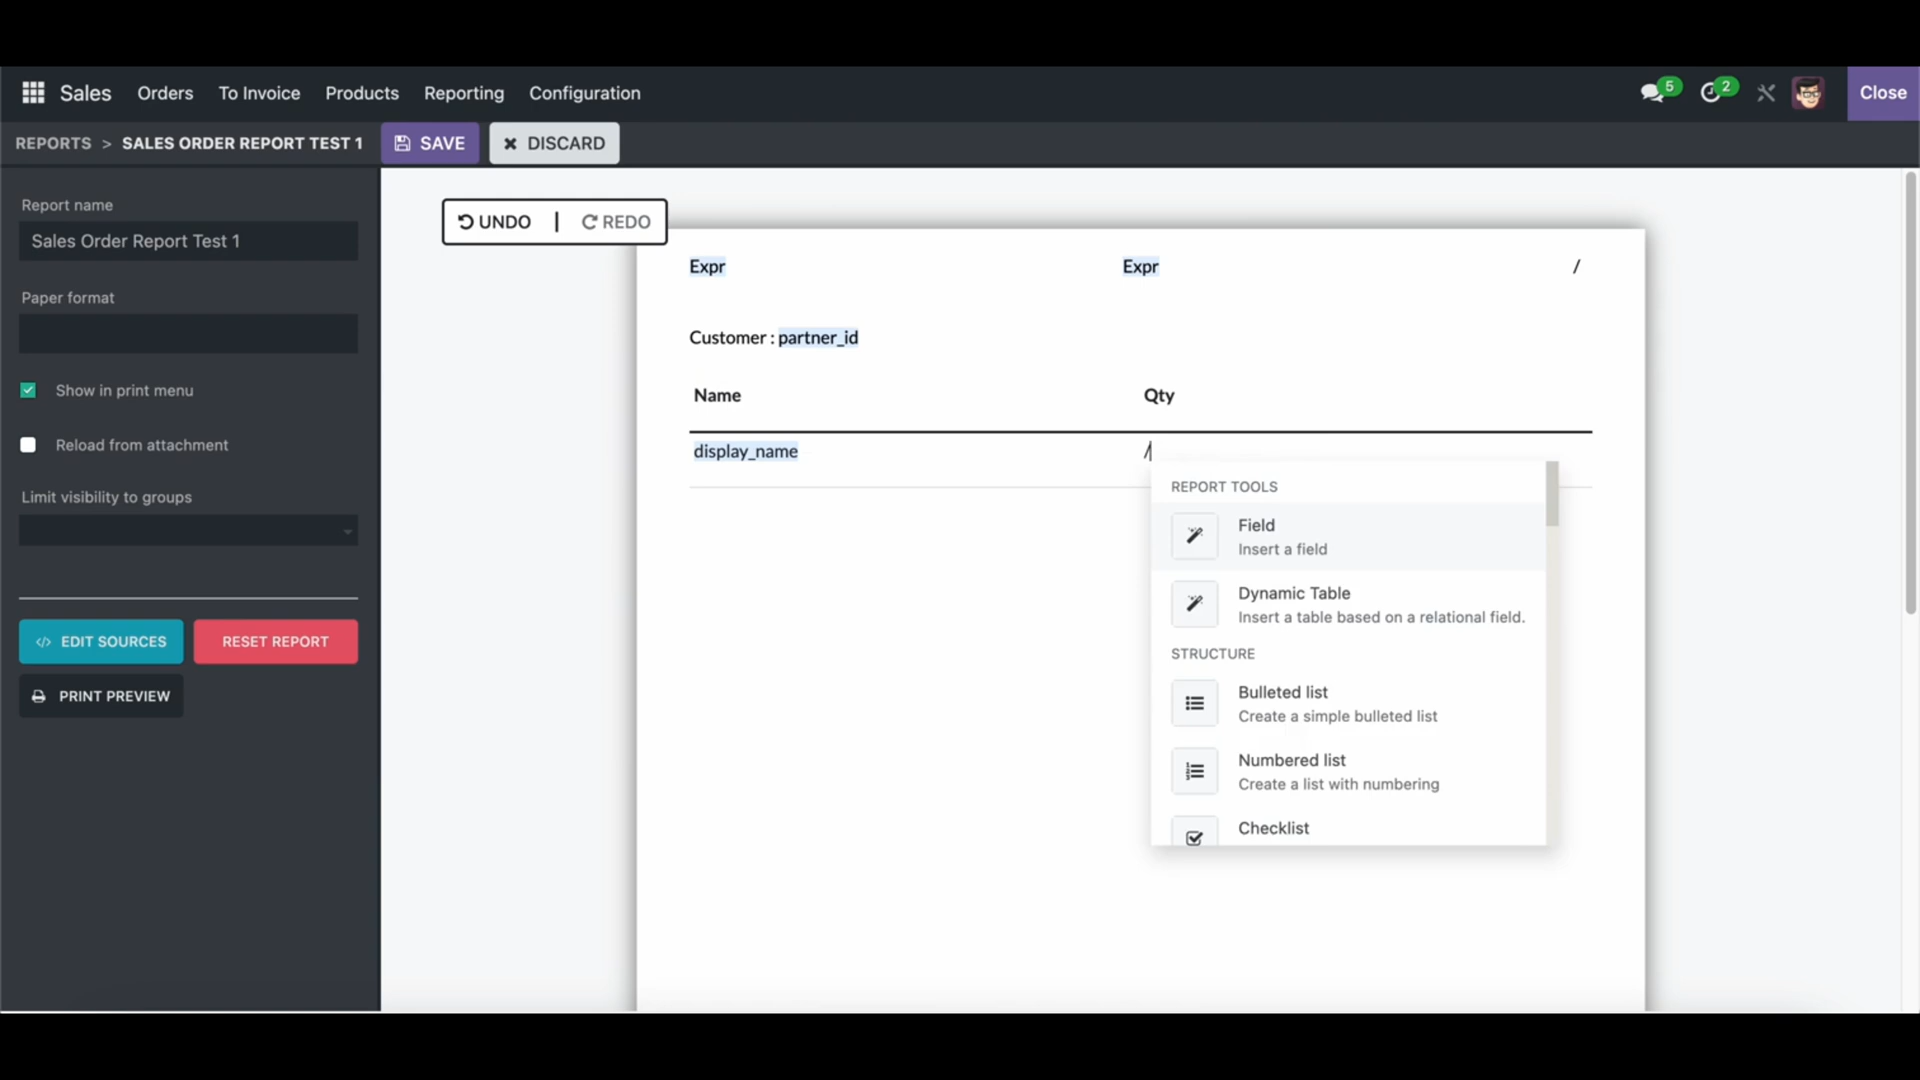 Sales Orders To Invoice Products Reporting Configuration 5 2 Close
REPORTS > SALES ORDER REPORT TEST 1 SAVE DISCARD
Report name
Sales Order Report Test 1
Paper format
Show in print menu
Reload from attachment
Limit visibility to groups
</> EDIT SOURCES RESET REPORT
PRINT PREVIEW
UNDO | REDO
Expr Expr /
Customer : partner_id
Name Qty
display_name /
REPORT TOOLS
Field
Insert a field
Dynamic Table
Insert a table based on a relational field.
STRUCTURE
Bulleted list
Create a simple bulleted list
Numbered list
Create a list with numbering
Checklist